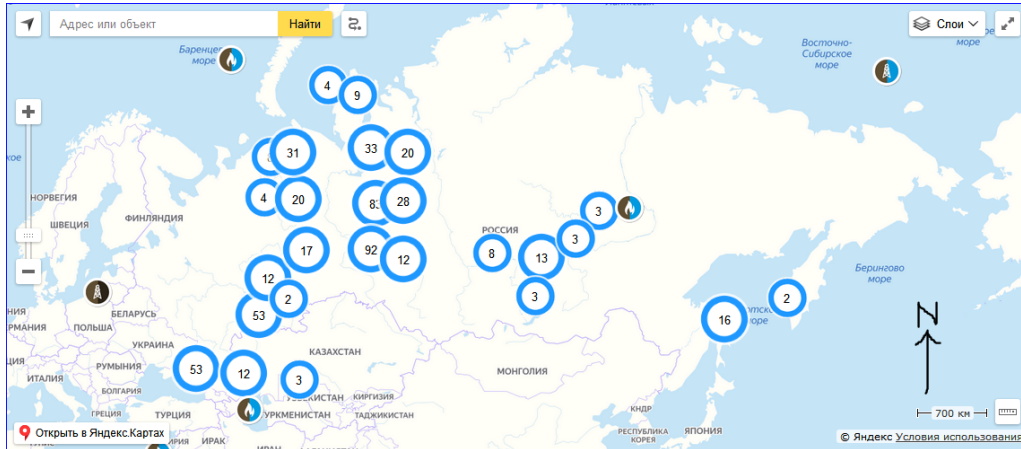 Адрес или объект
Найти
Слои
Баренцево
море
Восточно-
Сибирское
море
море
4
9
31
33
20
4
20
28
3
НОРВЕГИЯ
ШВЕЦИЯ
ФИНЛЯНДИЯ
РОССИЯ
17
92
12
8
13
3
12
2
3
53
Берингово
море
2
16
море
N
БЕЛАРУСЬ
ПОЛЬША
УКРАИНА
КАЗАХСТАН
МОНГОЛИЯ
РУМЫНИЯ
ИТАЛИЯ
БОЛГАРИЯ
53
12
3
КИРГИЗИЯ
ГРЕЦИЯ
ТУРЦИЯ
ТАДЖИКИСТАН
КНДР
700 км
РЕСПУБЛИКА
КОРЕЯ
ЯПОНИЯ
Открыть в Яндекс.Картах
ИРАК
© Яндекс Условия использования